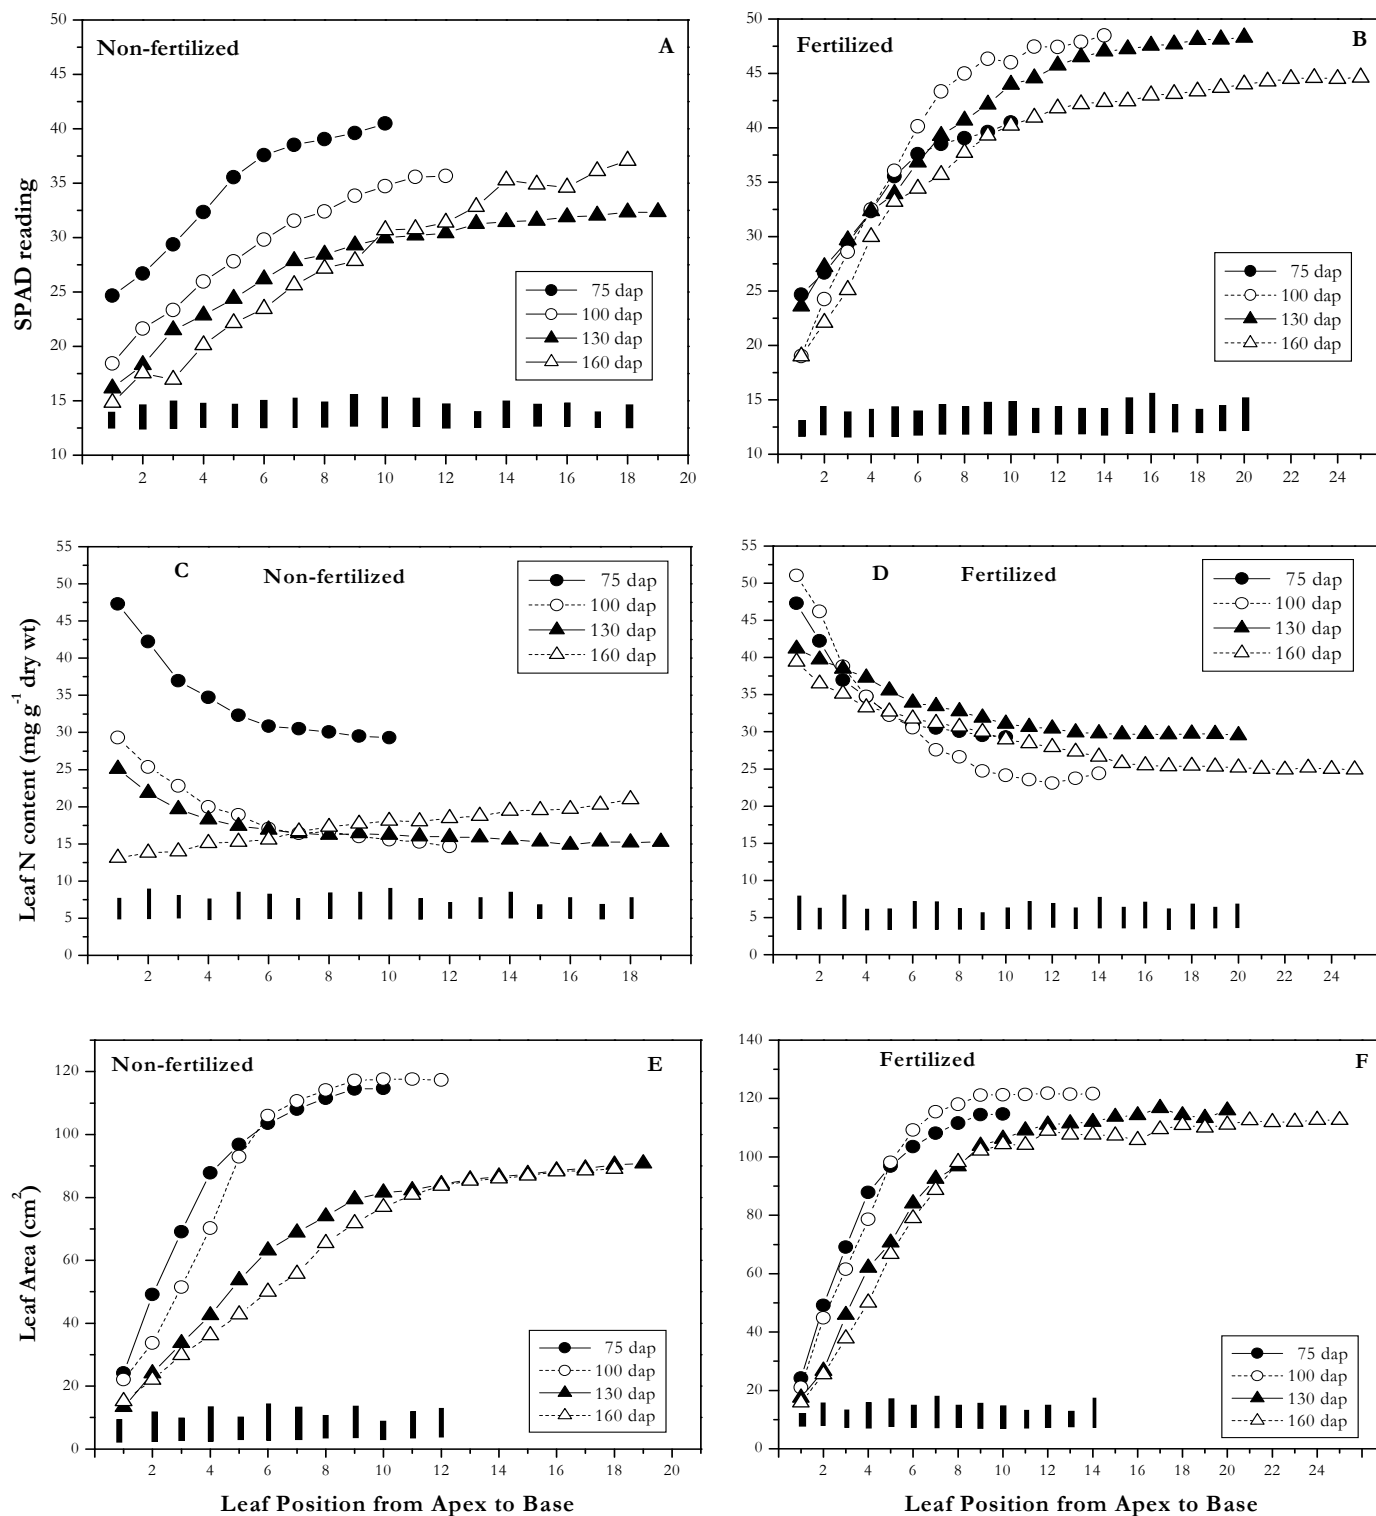 Non-fertilized A
SPAD reading
50
45
40
35
30
25
20
15
10
75 dap
100 dap
130 dap
160 dap
2 4 6 8 10 12 14 16 18 20
Fertilized B
50
45
40
35
30
25
20
15
10
75 dap
100 dap
130 dap
160 dap
2 4 6 8 10 12 14 16 18 20 22 24
C Non-fertilized
Leaf N content (mg g-1 dry wt)
55
50
45
40
35
30
25
20
15
10
5
0
75 dap
100 dap
130 dap
160 dap
2 4 6 8 10 12 14 16 18
D Fertilized
55
50
45
40
35
30
25
20
15
10
5
0
75 dap
100 dap
130 dap
160 dap
2 4 6 8 10 12 14 16 18 20 22 24
Non-fertilized E
Leaf Area (cm2)
120
100
80
60
40
20
0
75 dap
100 dap
130 dap
160 dap
2 4 6 8 10 12 14 16 18 20
Leaf Position from Apex to Base
Fertilized F
140
120
100
80
60
40
20
0
75 dap
100 dap
130 dap
160 dap
2 4 6 8 10 12 14 16 18 20 22 24
Leaf Position from Apex to Base